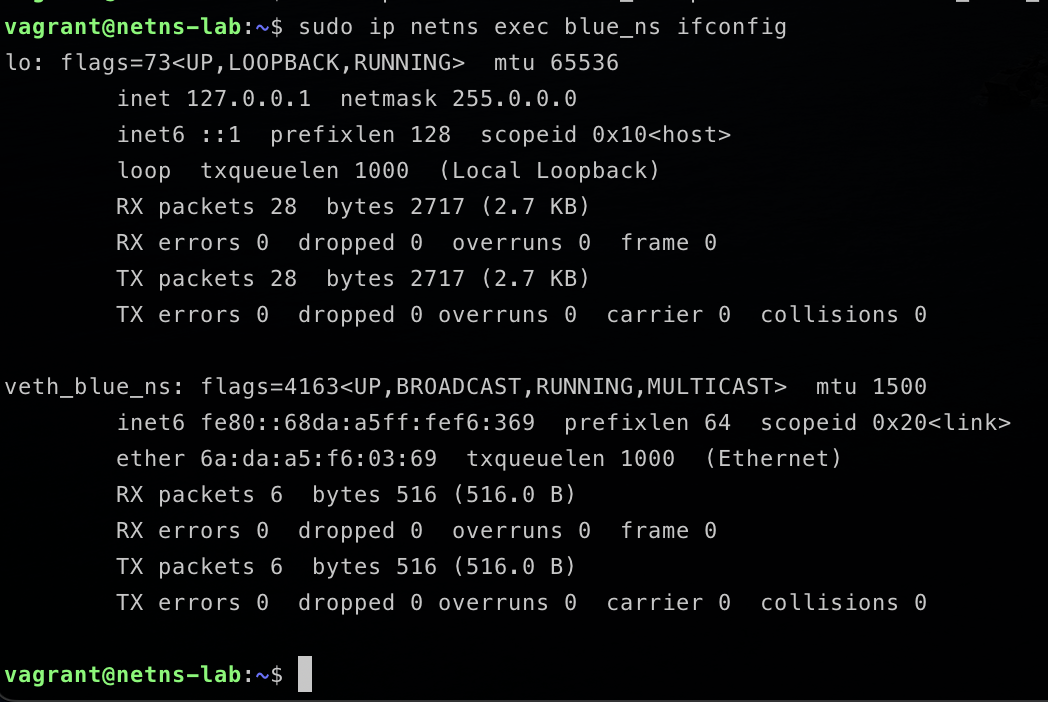 vagrant@netns-lab:~$ sudo ip netns exec blue_ns ifconfig
lo: flags=73<UP,LOOPBACK,RUNNING>  mtu 65536
        inet 127.0.0.1  netmask 255.0.0.0
        inet6 ::1  prefixlen 128  scopeid 0x10<host>
        loop  txqueuelen 1000  (Local Loopback)
        RX packets 28  bytes 2717 (2.7 KB)
        RX errors 0  dropped 0  overruns 0  frame 0
        TX packets 28  bytes 2717 (2.7 KB)
        TX errors 0  dropped 0 overruns 0  carrier 0  collisions 0

veth_blue_ns: flags=4163<UP,BROADCAST,RUNNING,MULTICAST>  mtu 1500
        inet6 fe80::68da:a5ff:fef6:369  prefixlen 64  scopeid 0x20<link>
        ether 6a:da:a5:f6:03:69  txqueuelen 1000  (Ethernet)
        RX packets 6  bytes 516 (516.0 B)
        RX errors 0  dropped 0  overruns 0  frame 0
        TX packets 6  bytes 516 (516.0 B)
        TX errors 0  dropped 0 overruns 0  carrier 0  collisions 0

vagrant@netns-lab:~$